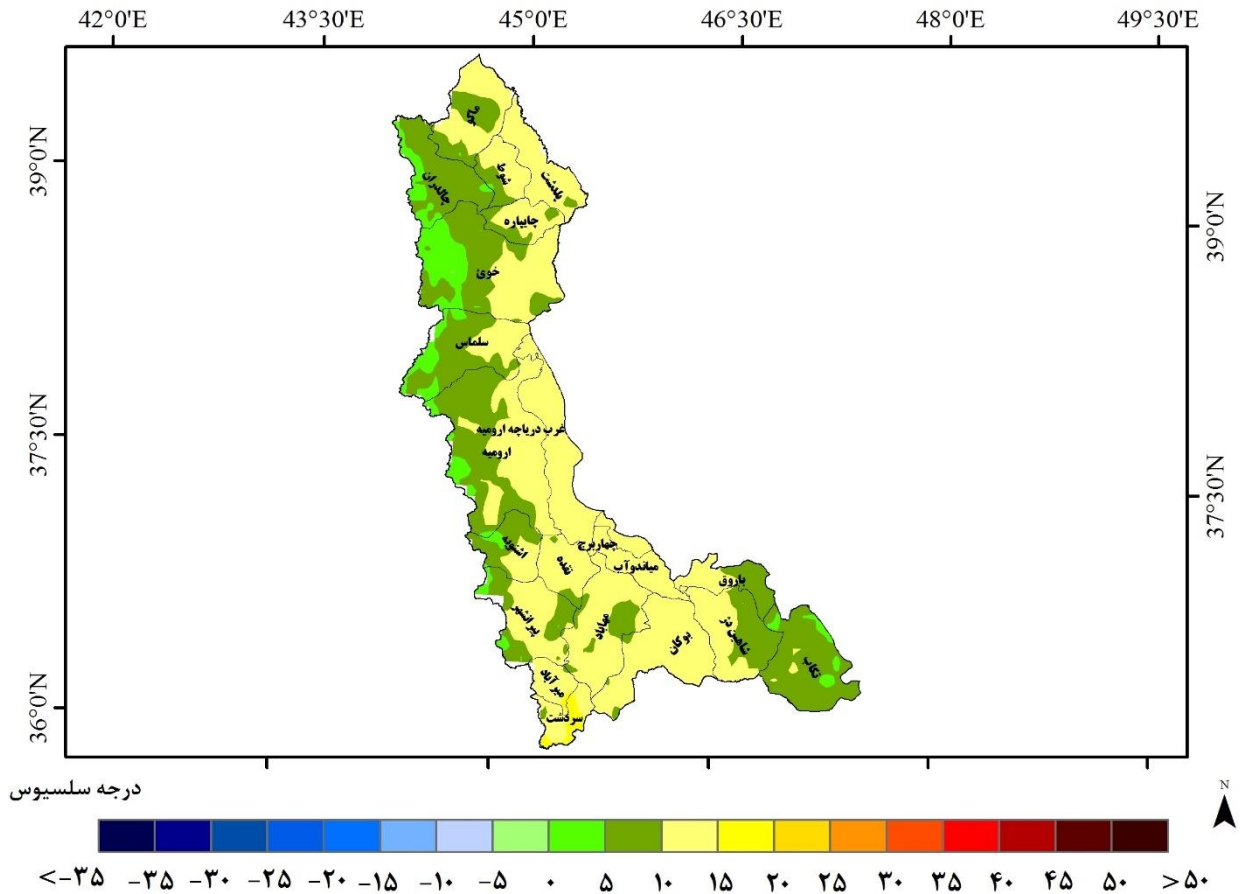 42°0'E 43°30'E 45°0'E 46°30'E 48°0'E 49°30'E
39°0'N
37°30'N
36°0'N
39°0'N
37°30'N
ماکو
شوط
پلدشت
چالدران
چایپاره
خوئ
سلماس
غرب دریاچه ارومیه
ارومیه
چهاربرج
اشنویه
نقده
میاندوآب
باروق
پیرانشهر
مهاباد
بوکان
شاهین دژ
تکاب
میرآباد
سردشت
درجه سلسیوس
N
<-۳۵ -۳۵ -۳۰ -۲۵ -۲۰ -۱۵ -۱۰ -۵ ۰ ۵ ۱۰ ۱۵ ۲۰ ۲۵ ۳۰ ۳۵ ۴۰ ۴۵ ۵۰ >۵۰